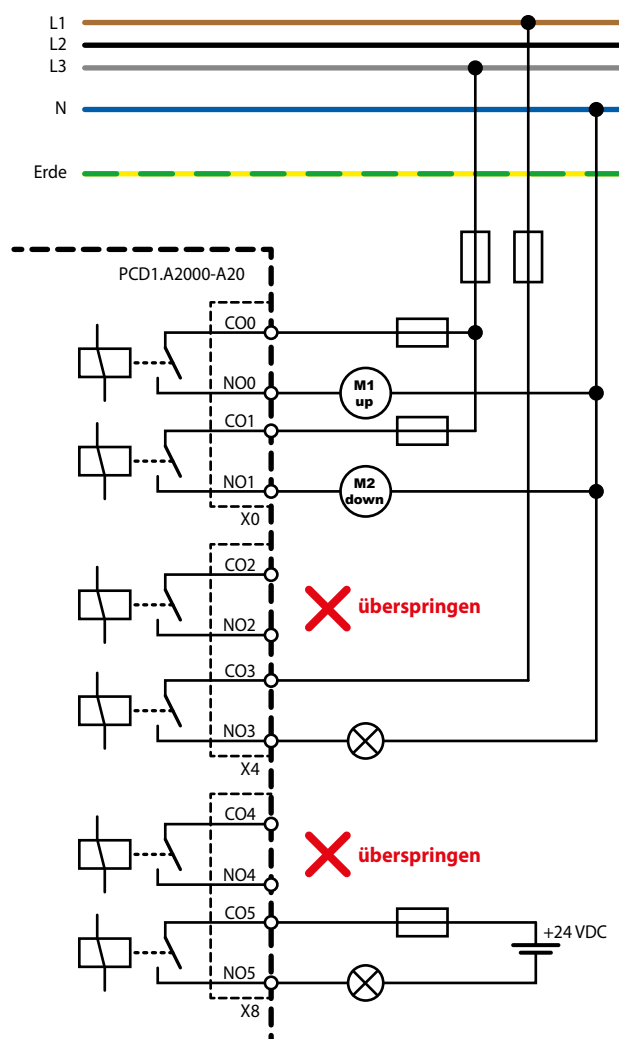 L1
L2
L3
N
Erde
PCD1.A2000-A20
CO0
NO0
M1
up
CO1
NO1
M2
down
X0
CO2
überspringen
NO2
CO3
NO3
X4
CO4
überspringen
NO4
CO5
+24 VDC
NO5
X8